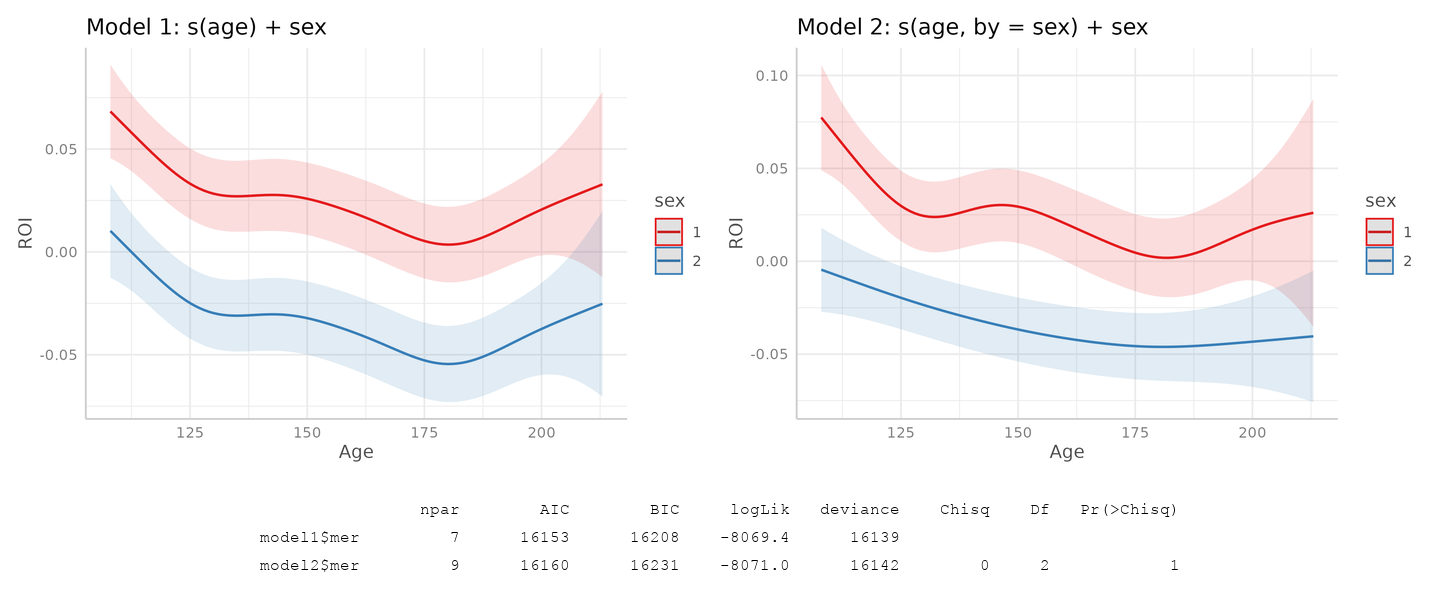 Model 1: s(age) + sex
ROI
0.05
0.00
-0.05
125 150 175 200
Age
sex
1
2
Model 2: s(age, by = sex) + sex
ROI
0.10
0.05
0.00
-0.05
125 150 175 200
Age
sex
1
2
npar AIC BIC logLik deviance Chisq Df Pr(>Chisq)
model1$mer 7 16153 16208 -8069.4 16139
model2$mer 9 16160 16231 -8071.0 16142 0 2 1